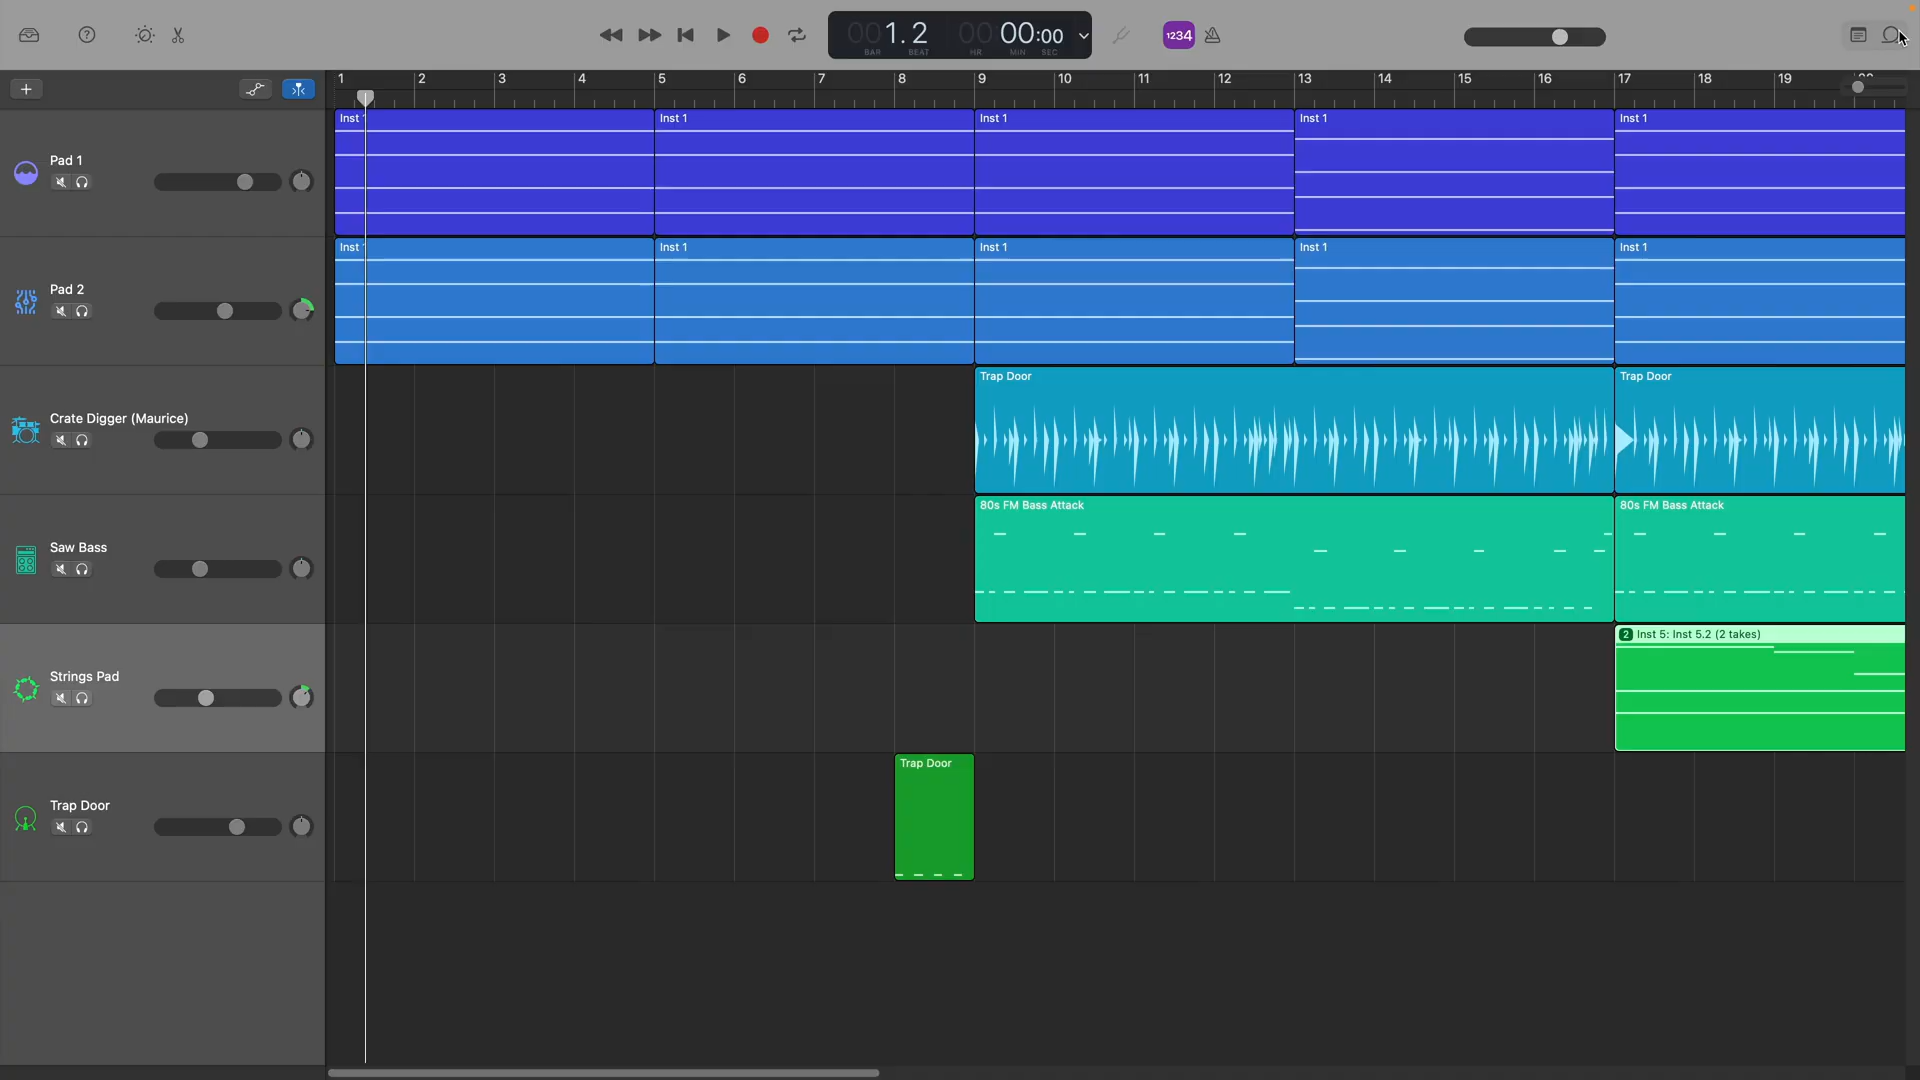 001. 2 00 00:00
BAR BEAT HR MIN SEC
1234
1 2 3 4 5 6 7 8 9 10 11 12 13 14 15 16 17 18 19
Inst 1 Inst 1 Inst 1 Inst 1 Inst 1
Pad 1
Inst 1 Inst 1 Inst 1 Inst 1
Pad 2
Trap Door Trap Door
Crate Digger (Maurice)
80s FM Bass Attack 80s FM Bass Attack
Saw Bass
2 Inst 5: Inst 5.2 (2 takes)
Strings Pad
Trap Door
Trap Door